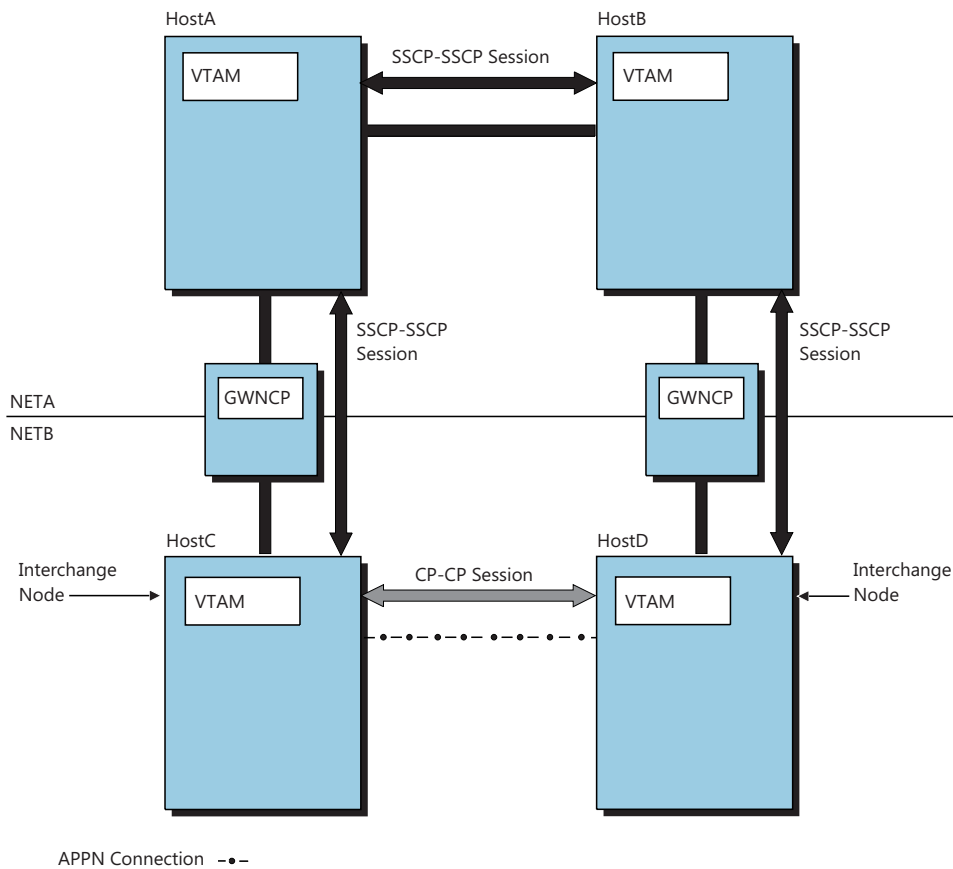 HostA
HostB
VTAM
SSCP-SSCP Session
VTAM
SSCP-SSCP
Session
SSCP-SSCP
Session
GWNCP
GWNCP
NETA
NETB
HostC
HostD
Interchange
Node
VTAM
CP-CP Session
VTAM
Interchange
Node
APPN Connection